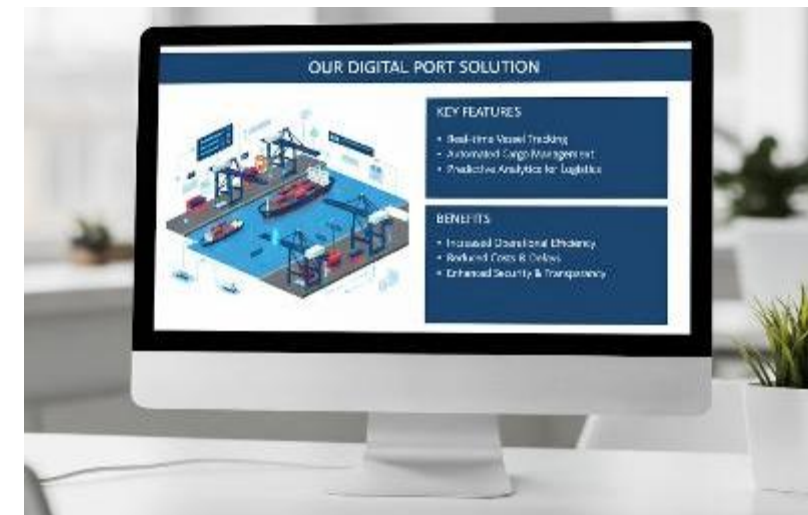 OUR DIGITAL PORT SOLUTION
KEY FEATURES
• Real-time Vessel Tracking
• Automated Cargo Management
• Predictive Analytics for Logistics
BENEFITS
• Increased Operational Efficiency
• Reduced Costs & Delays
• Enhanced Security & Transparency